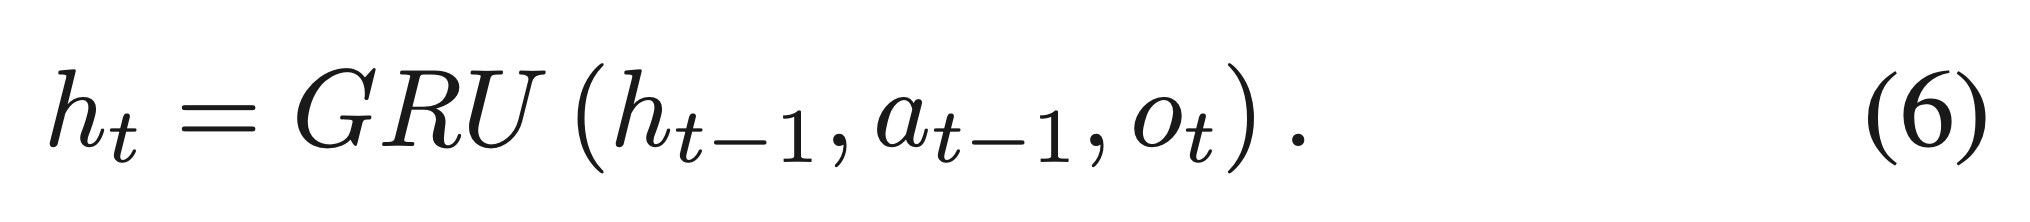 h_t = GRU (h_{t-1}, a_{t-1}, o_t) . (6)